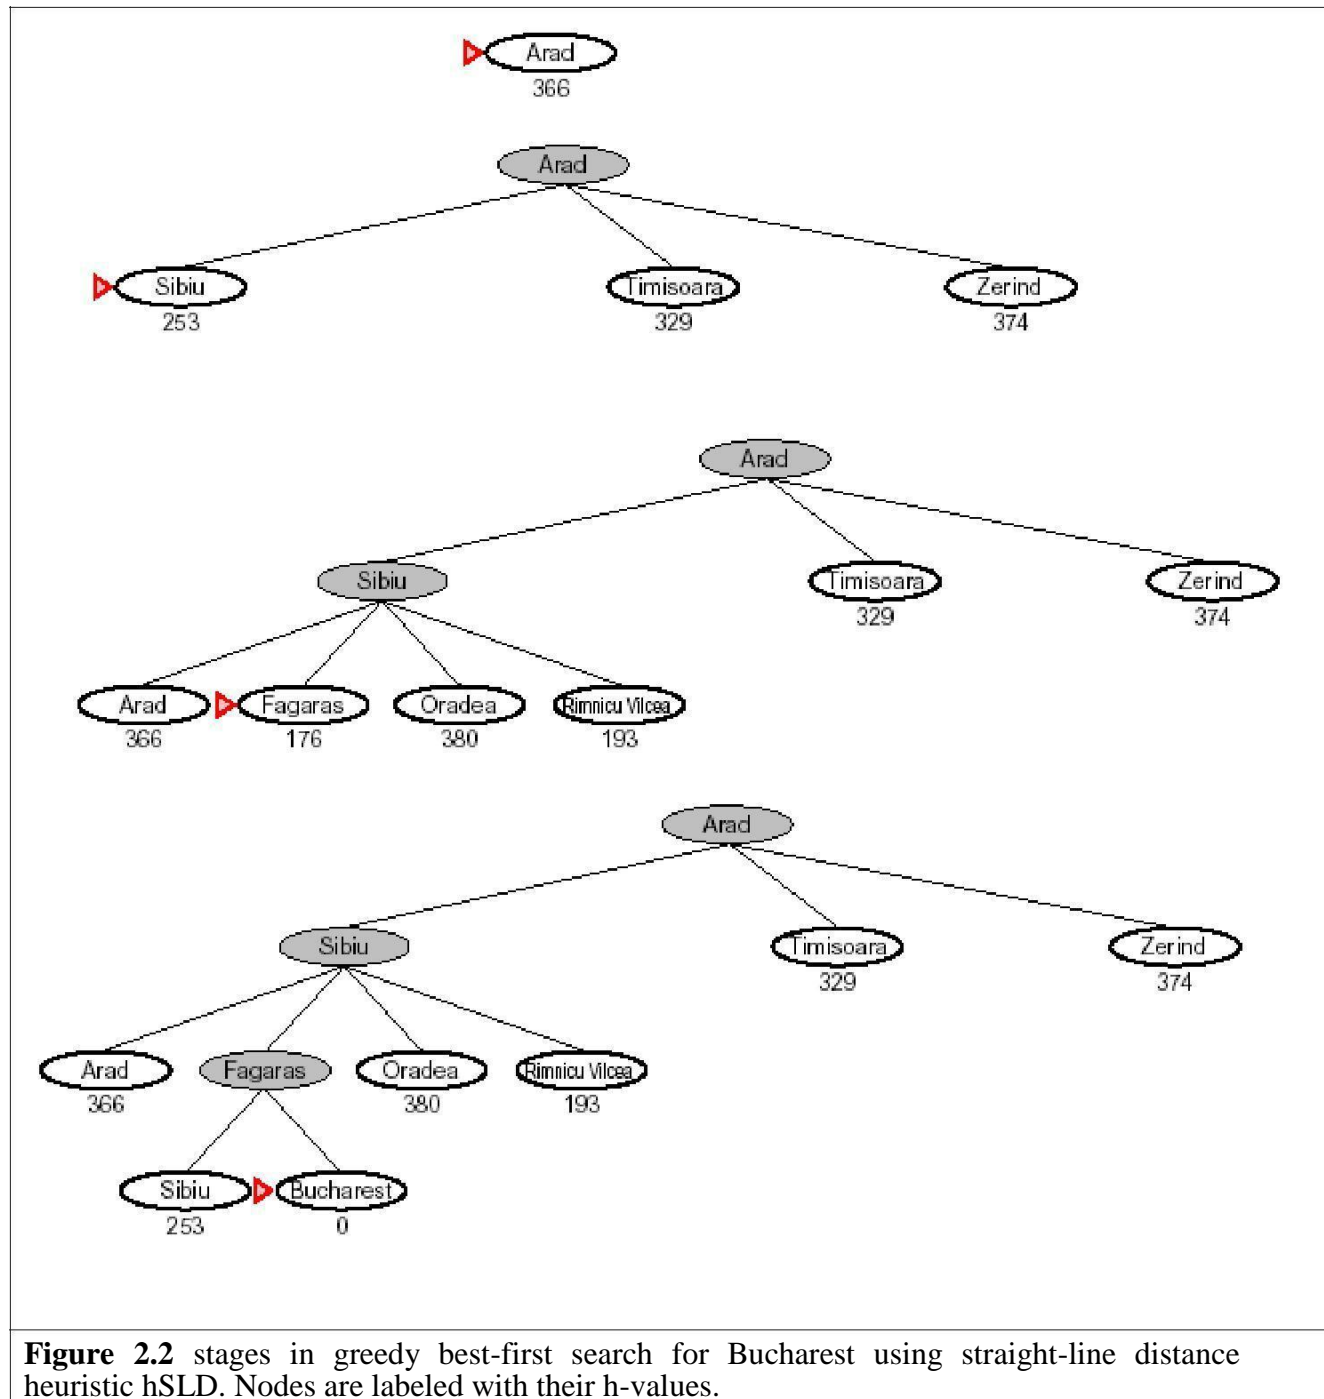 Arad
366
Arad
Sibiu Timisoara Zerind
253 329 374
Arad
Sibiu Timisoara Zerind
329 374
Arad Fagaras Oradea Rimnicu Vilcea
366 176 380 193
Arad
Sibiu Timisoara Zerind
329 374
Arad Fagaras Oradea Rimnicu Vilcea
366 380 193
Sibiu Bucharest
253 0
Figure 2.2 stages in greedy best-first search for Bucharest using straight-line distance
heuristic hSLD. Nodes are labeled with their h-values.